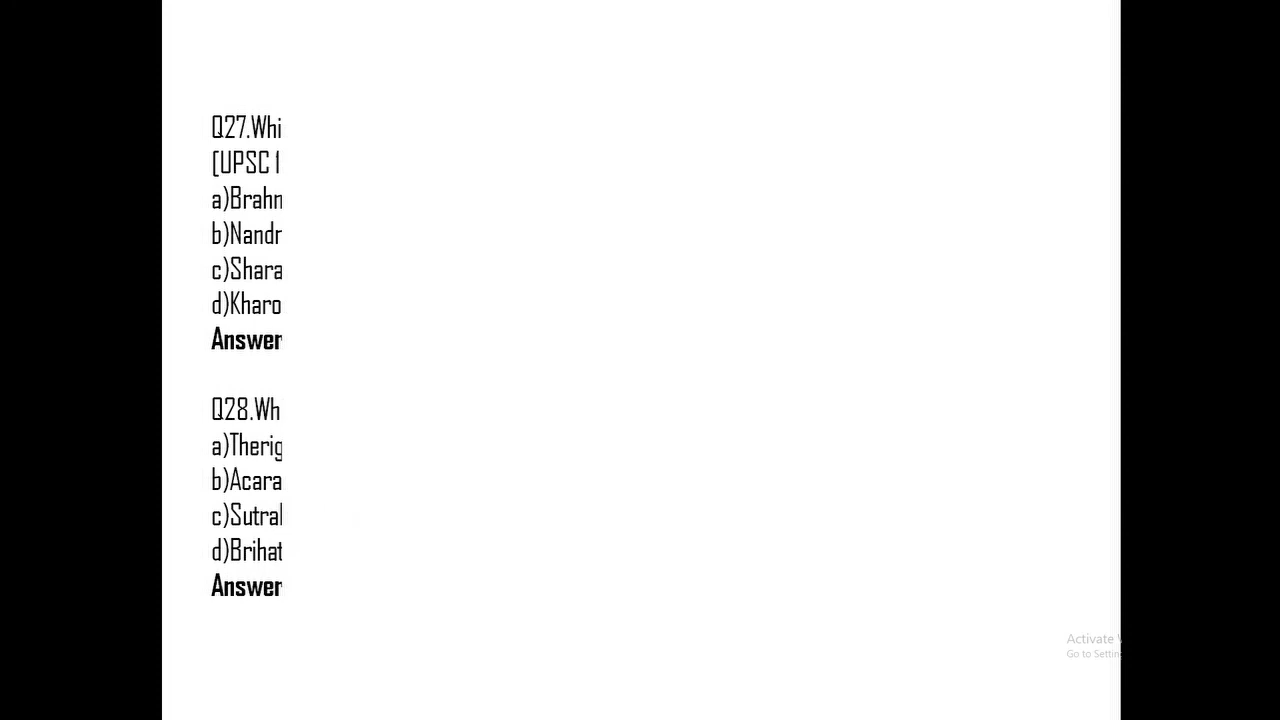 Q27.Whi
[UPSC 1
a)Brahn
b)Nandr
c)Shara
d)Kharo
Answer
Q28.Wh
a)Therig
b)Acara
c)Sutral
d)Brihat
Answer
Activate
Go to Settin